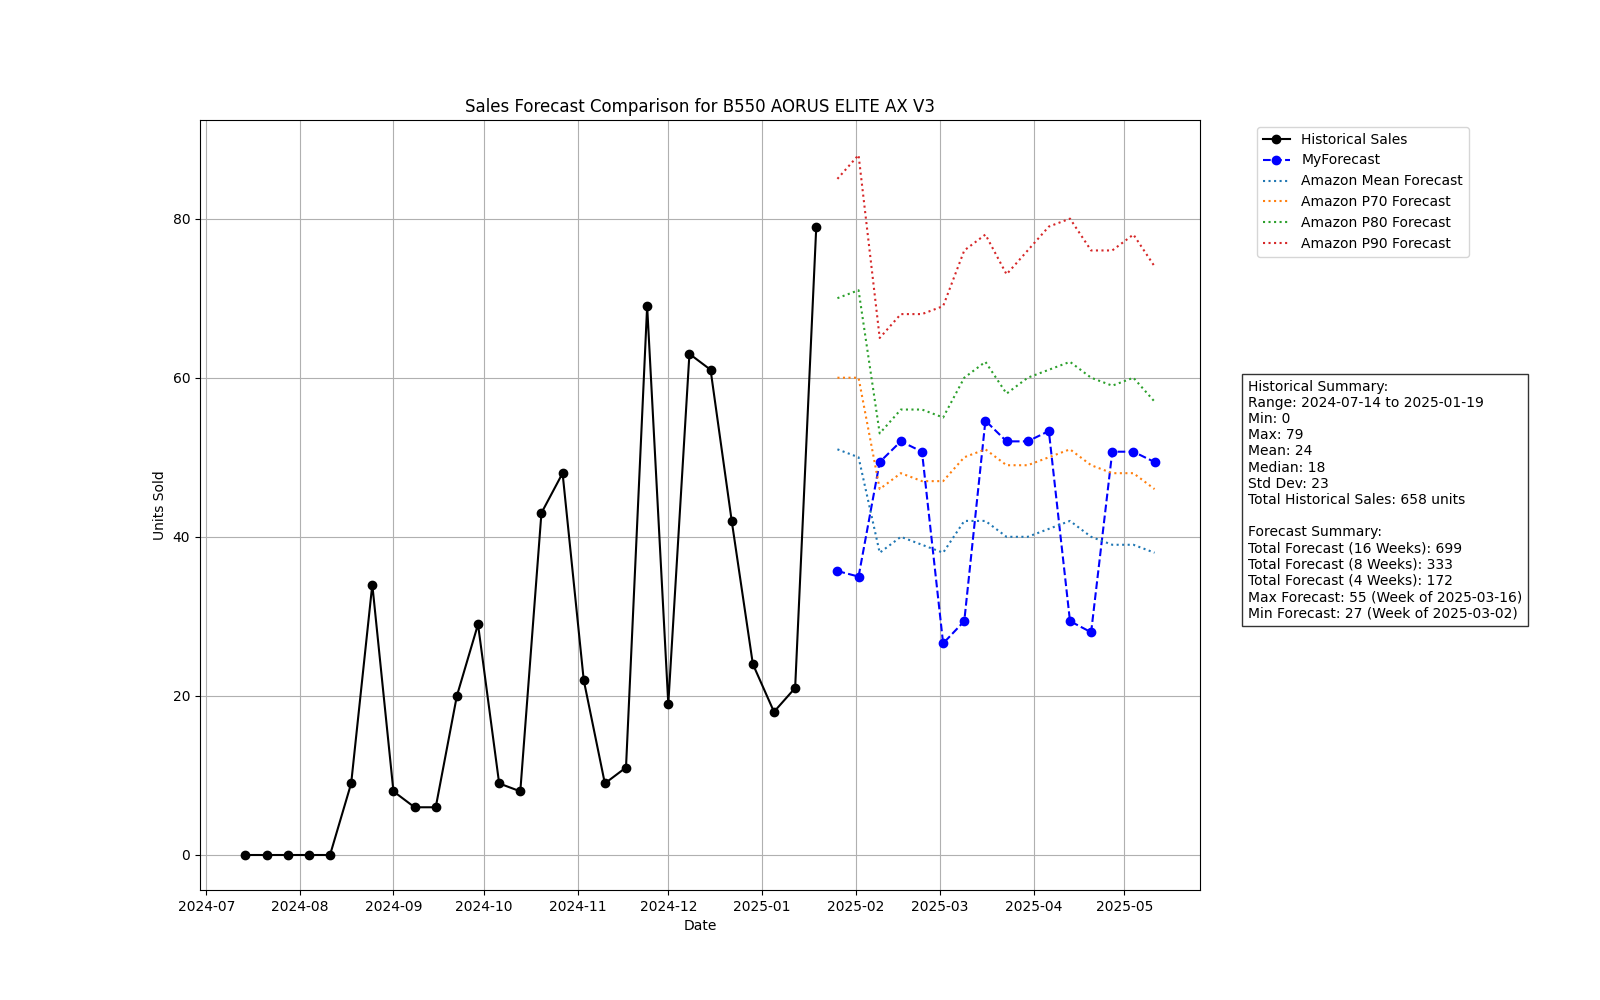 Sales Forecast Comparison for B550 AORUS ELITE AX V3
Historical Sales
MyForecast
Amazon Mean Forecast
Amazon P70 Forecast
Amazon P80 Forecast
Amazon P90 Forecast
80
60
40
20
0
Units Sold
2024-07 2024-08 2024-09 2024-10 2024-11 2024-12 2025-01 2025-02 2025-03 2025-04 2025-05
Date
Historical Summary:
Range: 2024-07-14 to 2025-01-19
Min: 0
Max: 79
Mean: 24
Median: 18
Std Dev: 23
Total Historical Sales: 658 units
Forecast Summary:
Total Forecast (16 Weeks): 699
Total Forecast (8 Weeks): 333
Total Forecast (4 Weeks): 172
Max Forecast: 55 (Week of 2025-03-16)
Min Forecast: 27 (Week of 2025-03-02)